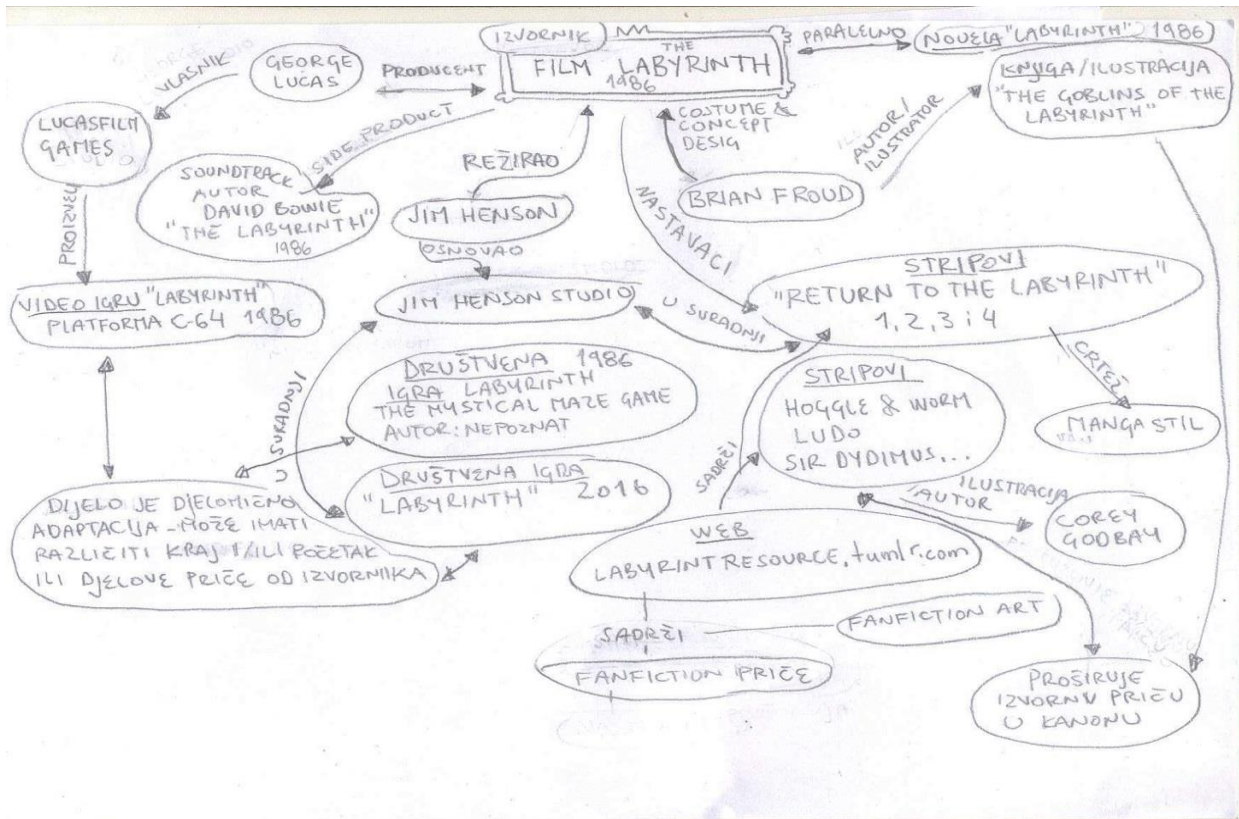 IZVORNIK
THE
FILM LABYRINTH
1986
PARALELNO
NOVELA "LABYRINTH" 1986
KNJIGA/ILUSTRACIJA
"THE GOBLINS OF THE
LABYRINTH"
VLASNIK
GEORGE
LUCAS
PRODUCENT
LUCASFILM
GAMES
SIDE PRODUCT
COSTUME &
CONCEPT
DESIG
AUTOR/
ILUSTRATOR
SOUNDTRACK
AUTOR
DAVID BOWIE
"THE LABYRINTH"
1986
REŽIRAO
JIM HENSON
OSNOVAO
BRIAN FROUD
NASTAVACI
PROIZVEU
VIDEO IGRU "LABYRINTH"
PLATFORMA C-64 1986
JIM HENSON STUDIO
U SURADNJI
STRIPOVI
"RETURN TO THE LABYRINTH"
1, 2, 3 i 4
CRTEŽ
MANGA STIL
U SURADNJI
DRUŠTVENA 1986
IGRA LABYRINTH
THE MYSTICAL MAZE GAME
AUTOR: NEPOZNAT
STRIPOVI
HOGGLE & WORM
LUDO
SIR DYDIMUS...
SADRŽI
DRUŠTVENA IGRA
"LABYRINTH" 2016
ILUSTRACIJA
/AUTOR
COREY
GODBAY
DIJELO JE DJELOMIČNO
ADAPTACIJA - MOŽE IMATI
RAZLIČITI KRAJ I/ILI POČETAK
ILI DJELOVE PRIČE OD IZVORNIKA
WEB
LABYRINTRESOURCE.tumlr.com
SADRŽI
FANFICTION ART
FANFICTION PRIČE
PROŠIRUJE
IZVORNU PRIČU
U KANONU